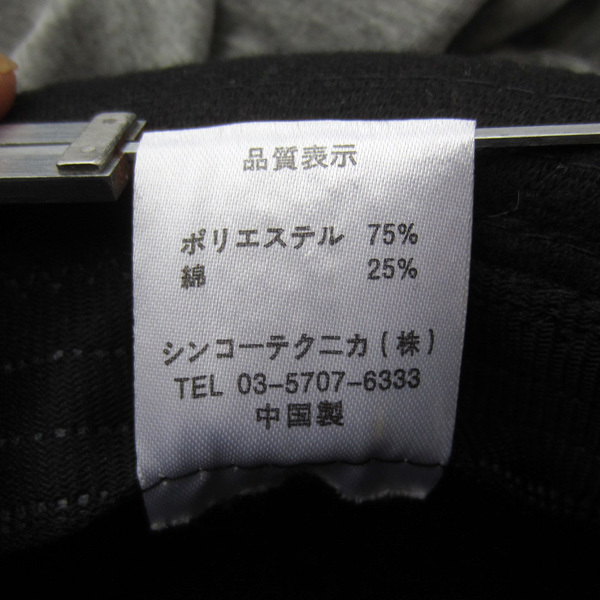 品質表示
ポリエステル 75%
綿 25%
シンコーテクニカ(株)
TEL 03-5707-6333
中国製